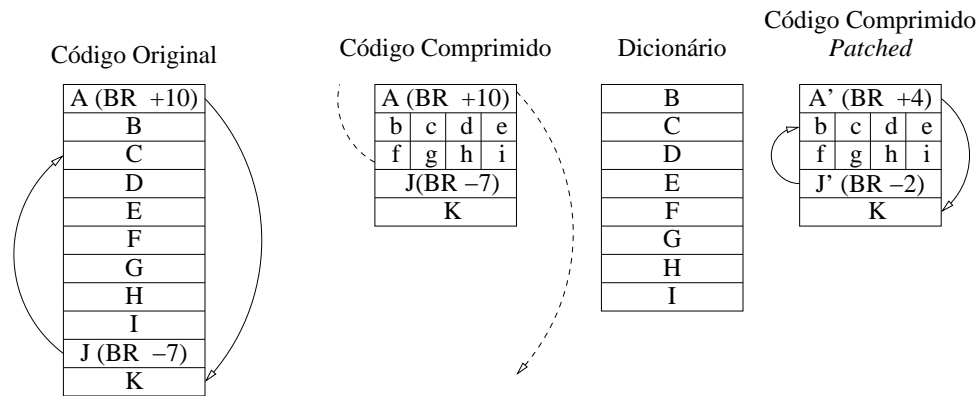 Código Original
A (BR +10)
B
C
D
E
F
G
H
I
J (BR −7)
K
Código Comprimido
A (BR +10)
b c d e
f g h i
J(BR −7)
K
Dicionário
B
C
D
E
F
G
H
I
Código Comprimido
Patched
A' (BR +4)
b c d e
f g h i
J' (BR −2)
K